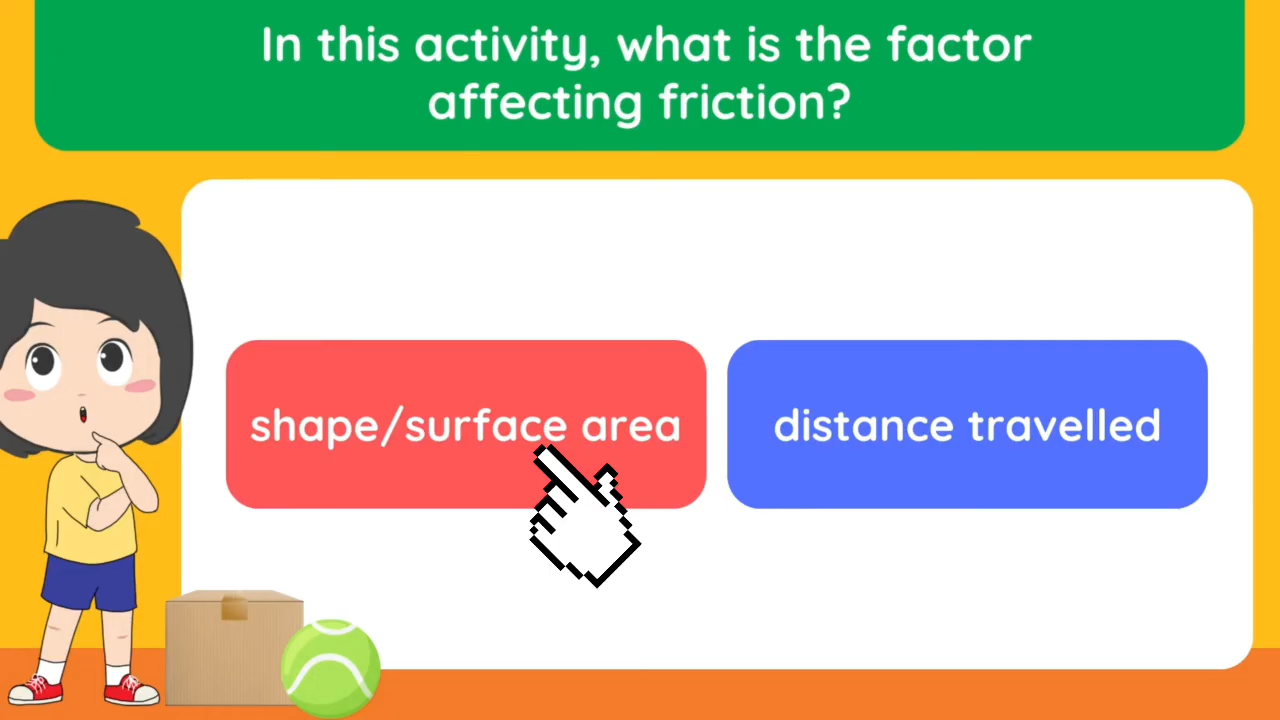 In this activity, what is the factor
affecting friction?
shape/surface area
distance travelled